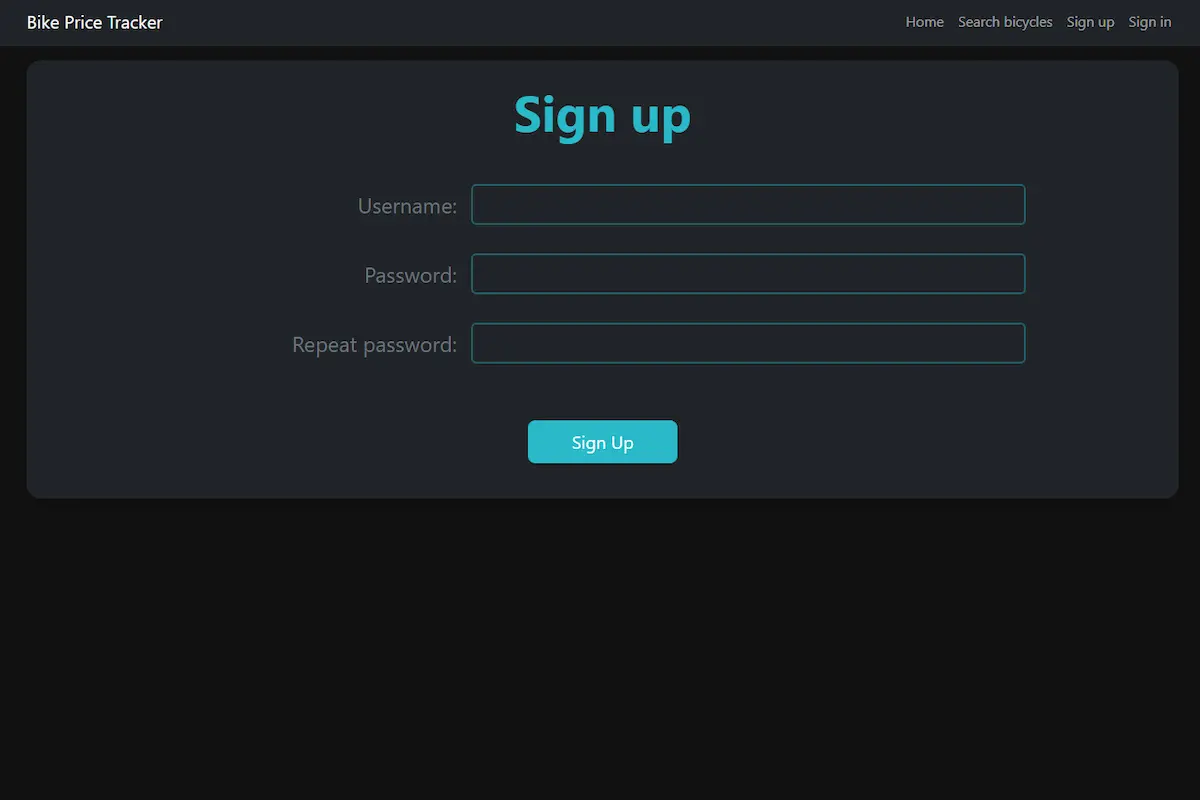 Bike Price Tracker
Home Search bicycles Sign up Sign in
Sign up
Username:
Password:
Repeat password:
Sign Up